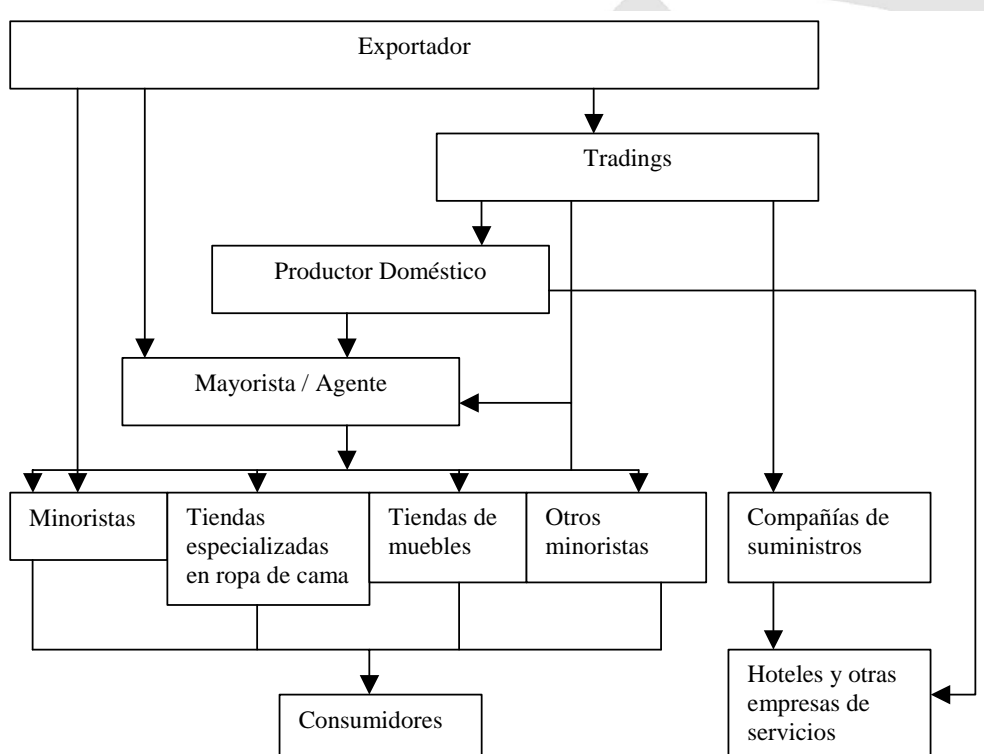 Exportador
Tradings
Productor Doméstico
Mayorista / Agente
Minoristas
Tiendas
especializadas
en ropa de cama
Tiendas de
muebles
Otros
minoristas
Compañías de
suministros
Consumidores
Hoteles y otras
empresas de
servicios